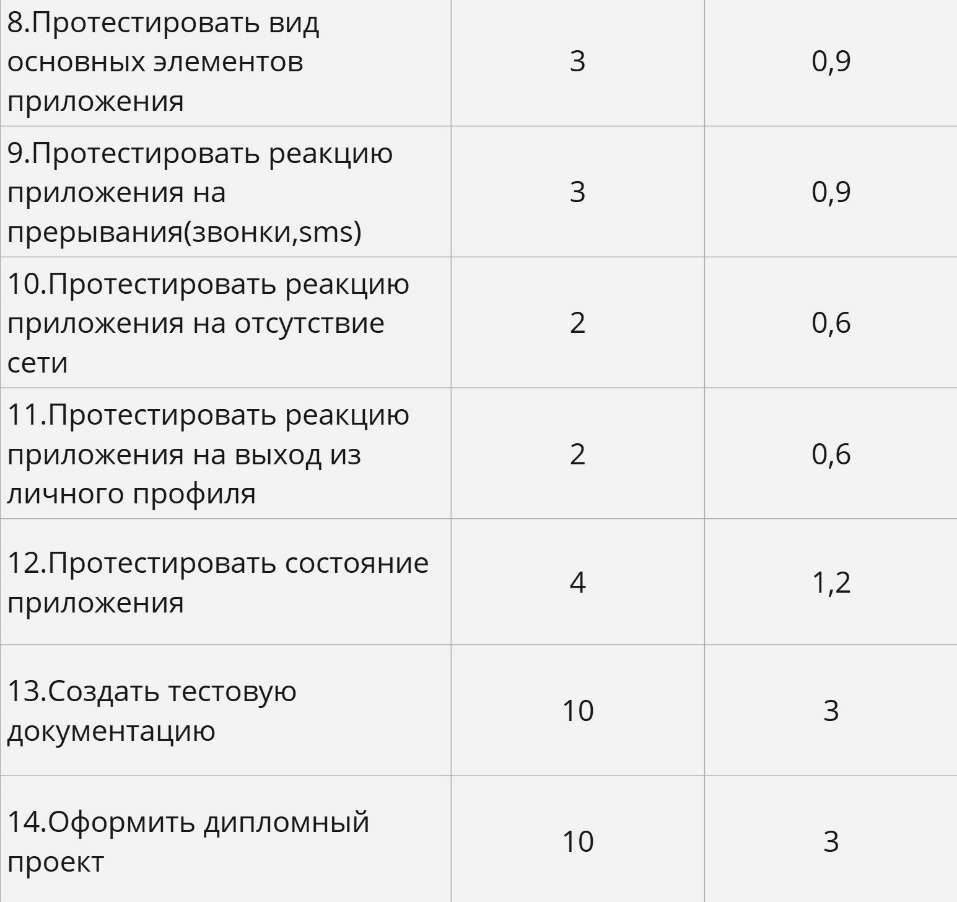 8.Протестировать вид
основных элементов
приложения
3
0,9
9.Протестировать реакцию
приложения на
прерывания(звонки,sms)
3
0,9
10.Протестировать реакцию
приложения на отсутствие
сети
2
0,6
11.Протестировать реакцию
приложения на выход из
личного профиля
2
0,6
12.Протестировать состояние
приложения
4
1,2
13.Создать тестовую
документацию
10
3
14.Оформить дипломный
проект
10
3